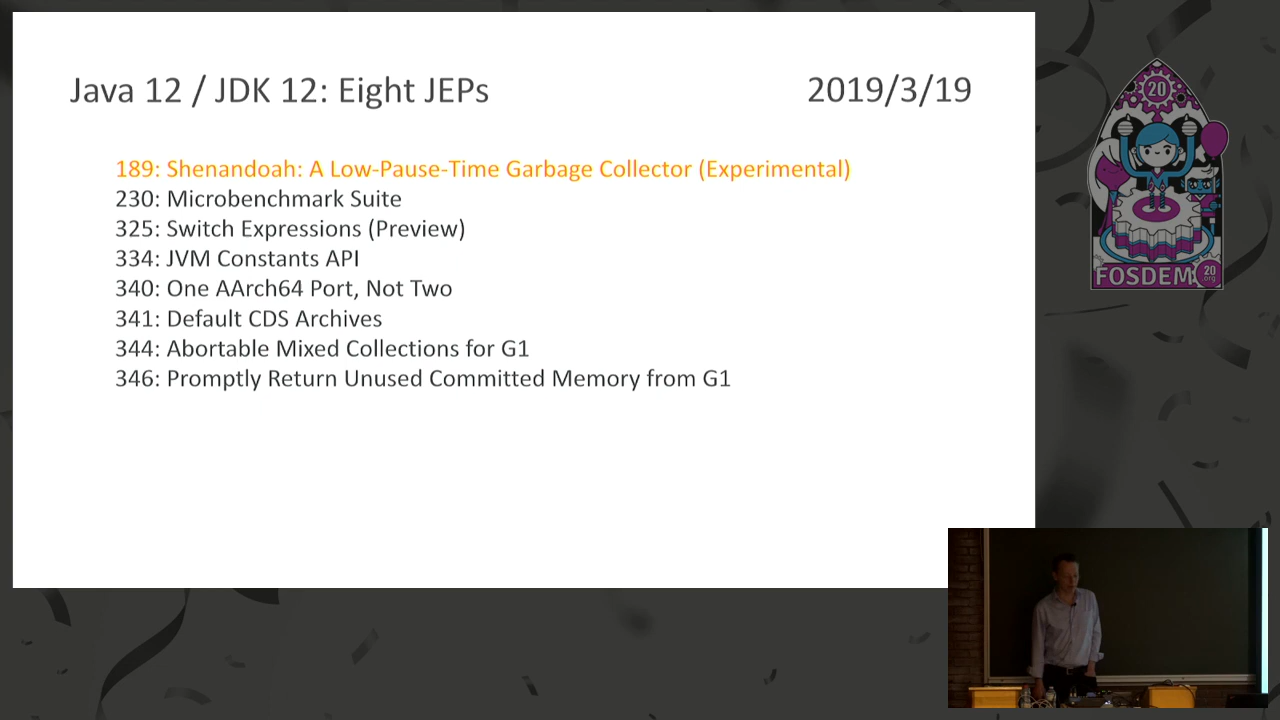 Java 12 / JDK 12: Eight JEPs
2019/3/19
189: Shenandoah: A Low-Pause-Time Garbage Collector (Experimental)
230: Microbenchmark Suite
325: Switch Expressions (Preview)
334: JVM Constants API
340: One AArch64 Port, Not Two
341: Default CDS Archives
344: Abortable Mixed Collections for G1
346: Promptly Return Unused Committed Memory from G1
20
FOSDEM
20
.org